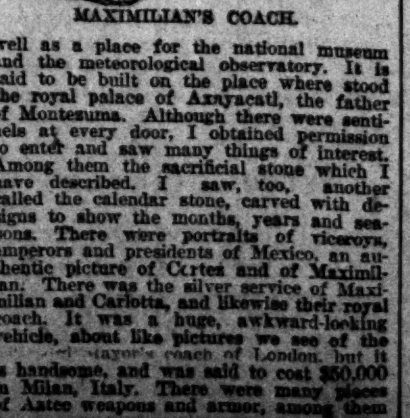 MAXIMILIAN'S COACH.
well as a place for the national museum
and the meteorological observatory. It is
said to be built on the place where stood
the royal palace of Axayacatl, the father
of Montezuma. Although there were senti-
nels at every door, I obtained permission
to enter and saw many things of interest.
Among them the sacrificial stone which I
have described. I saw, too, another
called the calendar stone, carved with de-
signs to show the months, years and sea-
sons. There were portraits of viceroys,
emperors and presidents of Mexico, an au-
thentic picture of Cortes and of Maximil-
ian. There was the silver service of Maxi-
milian and Carlotta, and likewise their royal
coach. It was a huge, awkward-looking
vehicle, about like pictures we see of the
Mayor's coach of London, but it
is handsome, and was said to cost $50,000
in Milan, Italy. There were many pieces
of Aztec weapons and armor, among them